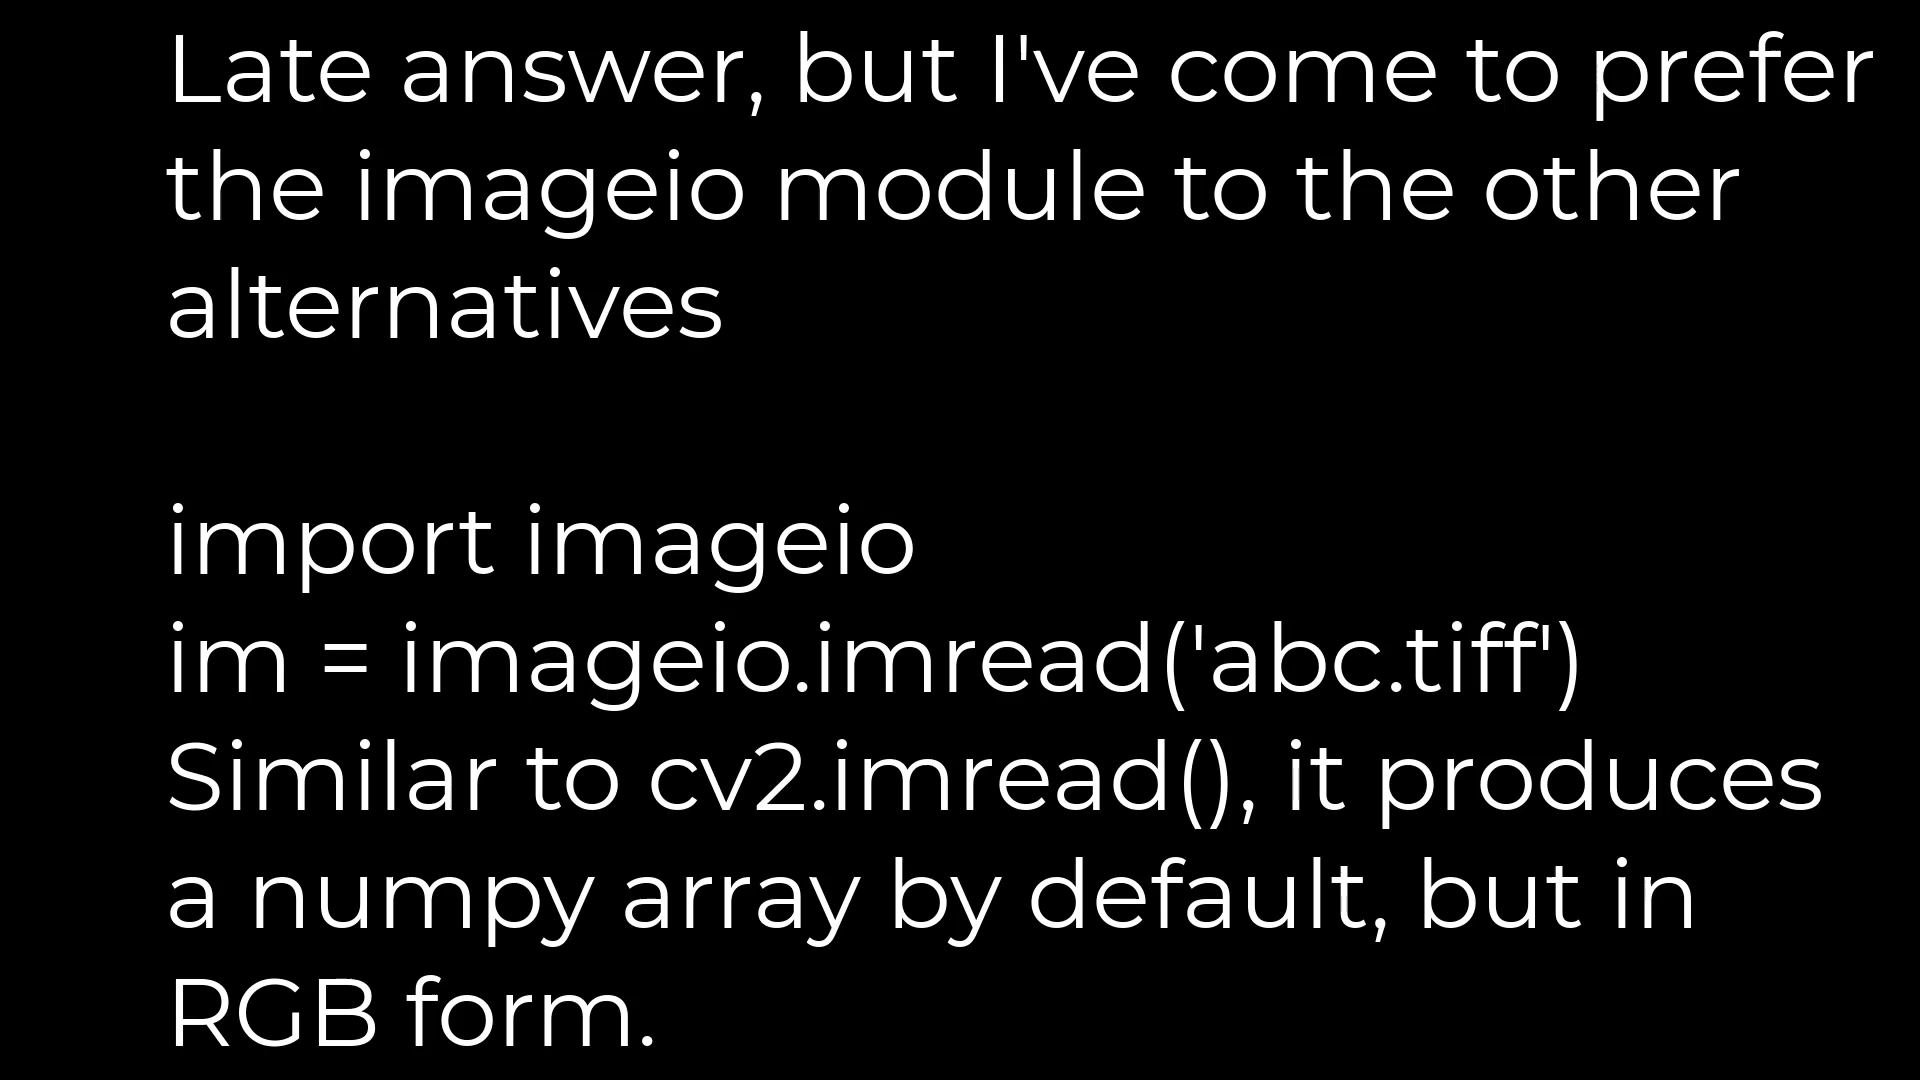 Late answer, but I've come to prefer
the imageio module to the other
alternatives
import imageio
im = imageio.imread('abc.tiff')
Similar to cv2.imread(), it produces
a numpy array by default, but in
RGB form.